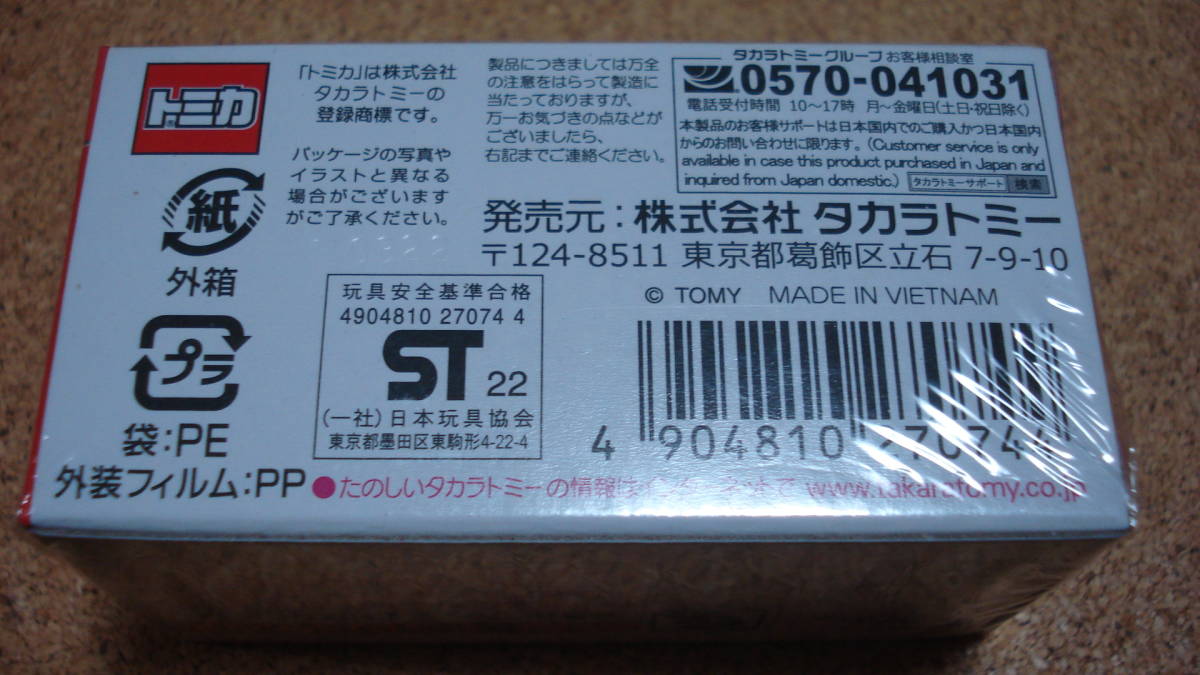 トミカ
「トミカ」は株式会社
タカラトミーの
登録商標です。
パッケージの写真や
イラストと異なる
場合がございます
がご了承ください。
製品につきましては万全
の注意をはらって製造に
当たっておりますが、
万一お気づきの点などが
ございましたら、
右記までご連絡ください。
タカラトミーグループ お客様相談室
0570-041031
電話受付時間 10〜17時 月〜金曜日(土日・祝日除く)
本製品のお客様サポートは日本国内でのご購入かつ日本国内
からのお問い合わせに限ります。(Customer service is only
available in case this product purchased in Japan and
inquired from Japan domestic.) タカラトミーサポート 検索
発売元:株式会社 タカラトミー
〒124-8511 東京都葛飾区立石 7-9-10
© TOMY MADE IN VIETNAM
紙
外箱
プラ
袋:PE
外装フィルム:PP
玩具安全基準合格
4904810 27074 4
ST 22
(一社)日本玩具協会
東京都墨田区東駒形4-22-4
4 904810 270744
●たのしいタカラトミーの情報はインターネットで www.takaratomy.co.jp